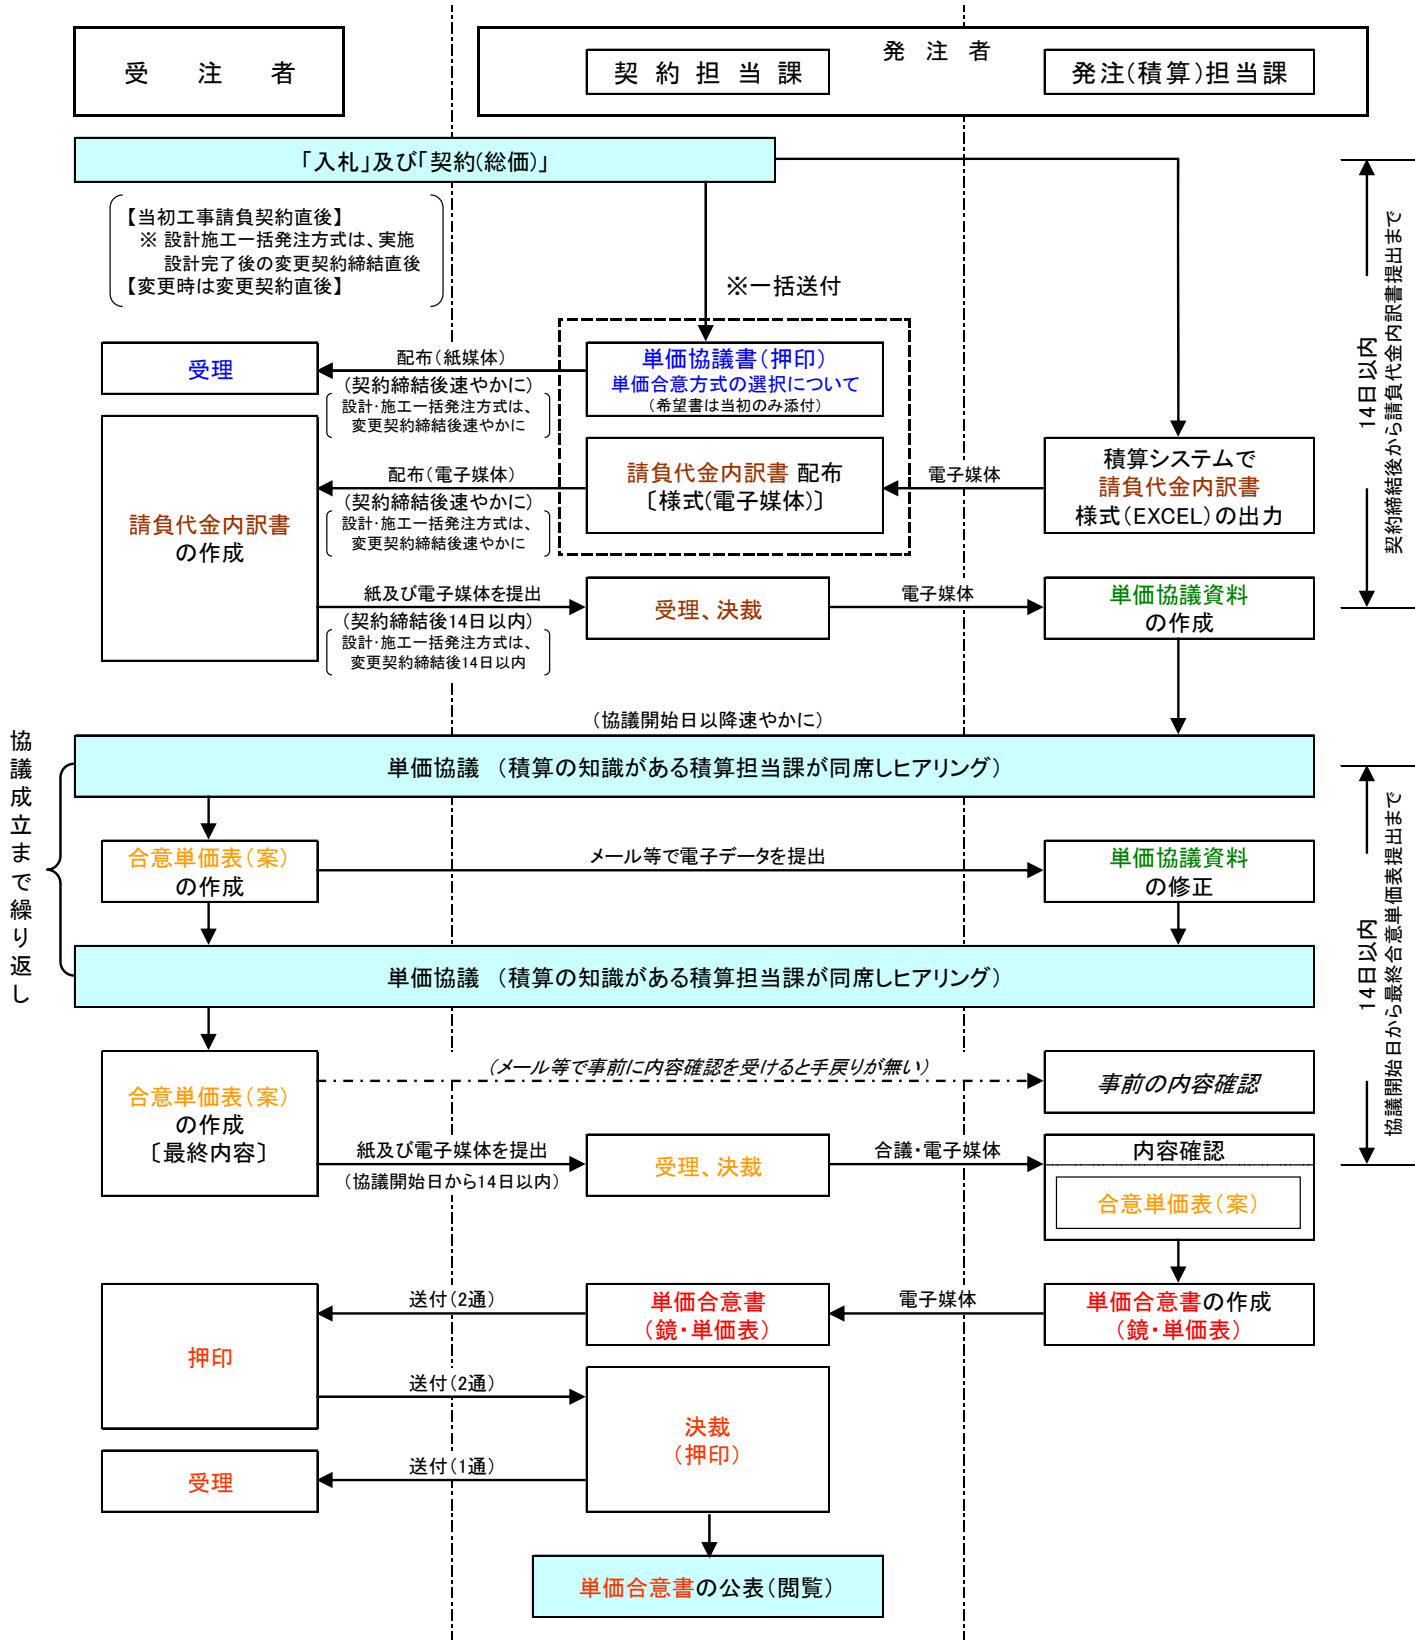 受　注　者
発　注　者
契 約 担 当 課
発注(積算)担当課
「入札」及び「契約(総価)」
【当初工事請負契約直後】
※ 設計施工一括発注方式は、実施
設計完了後の変更契約締結直後
【変更時は変更契約直後】
※一括送付
14日以内
契約締結後から請負代金内訳書提出まで
受理
配布(紙媒体)
(契約締結後速やかに)
設計･施工一括発注方式は、
変更契約締結後速やかに
単価協議書(押印)
単価合意方式の選択について
(希望書は当初のみ添付)
請負代金内訳書
の作成
配布(電子媒体)
(契約締結後速やかに)
設計･施工一括発注方式は、
変更契約締結後速やかに
請負代金内訳書 配布
〔様式(電子媒体)〕
電子媒体
積算システムで
請負代金内訳書
様式(EXCEL)の出力
紙及び電子媒体を提出
(契約締結後14日以内)
設計･施工一括発注方式は、
変更契約締結後14日以内
受理、決裁
電子媒体
単価協議資料
の作成
(協議開始日以降速やかに)
単価協議 (積算の知識がある積算担当課が同席しヒアリング)
協議成立まで繰り返し
14日以内
協議開始日から最終合意単価表提出まで
合意単価表(案)
の作成
メール等で電子データを提出
単価協議資料
の修正
単価協議 (積算の知識がある積算担当課が同席しヒアリング)
合意単価表(案)
の作成
〔最終内容〕
(メール等で事前に内容確認を受けると手戻りが無い)
事前の内容確認
紙及び電子媒体を提出
(協議開始日から14日以内)
受理、決裁
合議・電子媒体
内容確認
合意単価表(案)
押印
送付(2通)
単価合意書
(鏡・単価表)
電子媒体
単価合意書の作成
(鏡・単価表)
送付(2通)
決裁
(押印)
受理
送付(1通)
単価合意書の公表(閲覧)